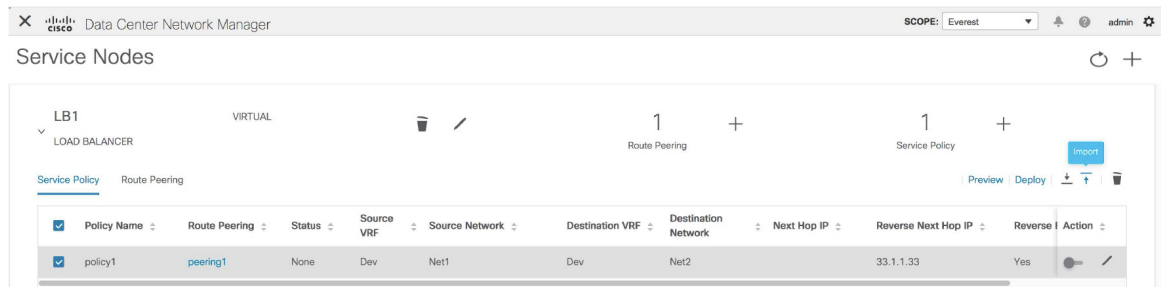 CISCO Data Center Network Manager SCOPE: Everest admin
Service Nodes
LB1 VIRTUAL 1 1
LOAD BALANCER Route Peering Service Policy
Import
Service Policy Route Peering Preview Deploy
Policy Name Route Peering Status Source VRF Source Network Destination VRF Destination Network Next Hop IP Reverse Next Hop IP Reverse Action
policy1 peering1 None Dev Net1 Dev Net2 33.1.1.33 Yes